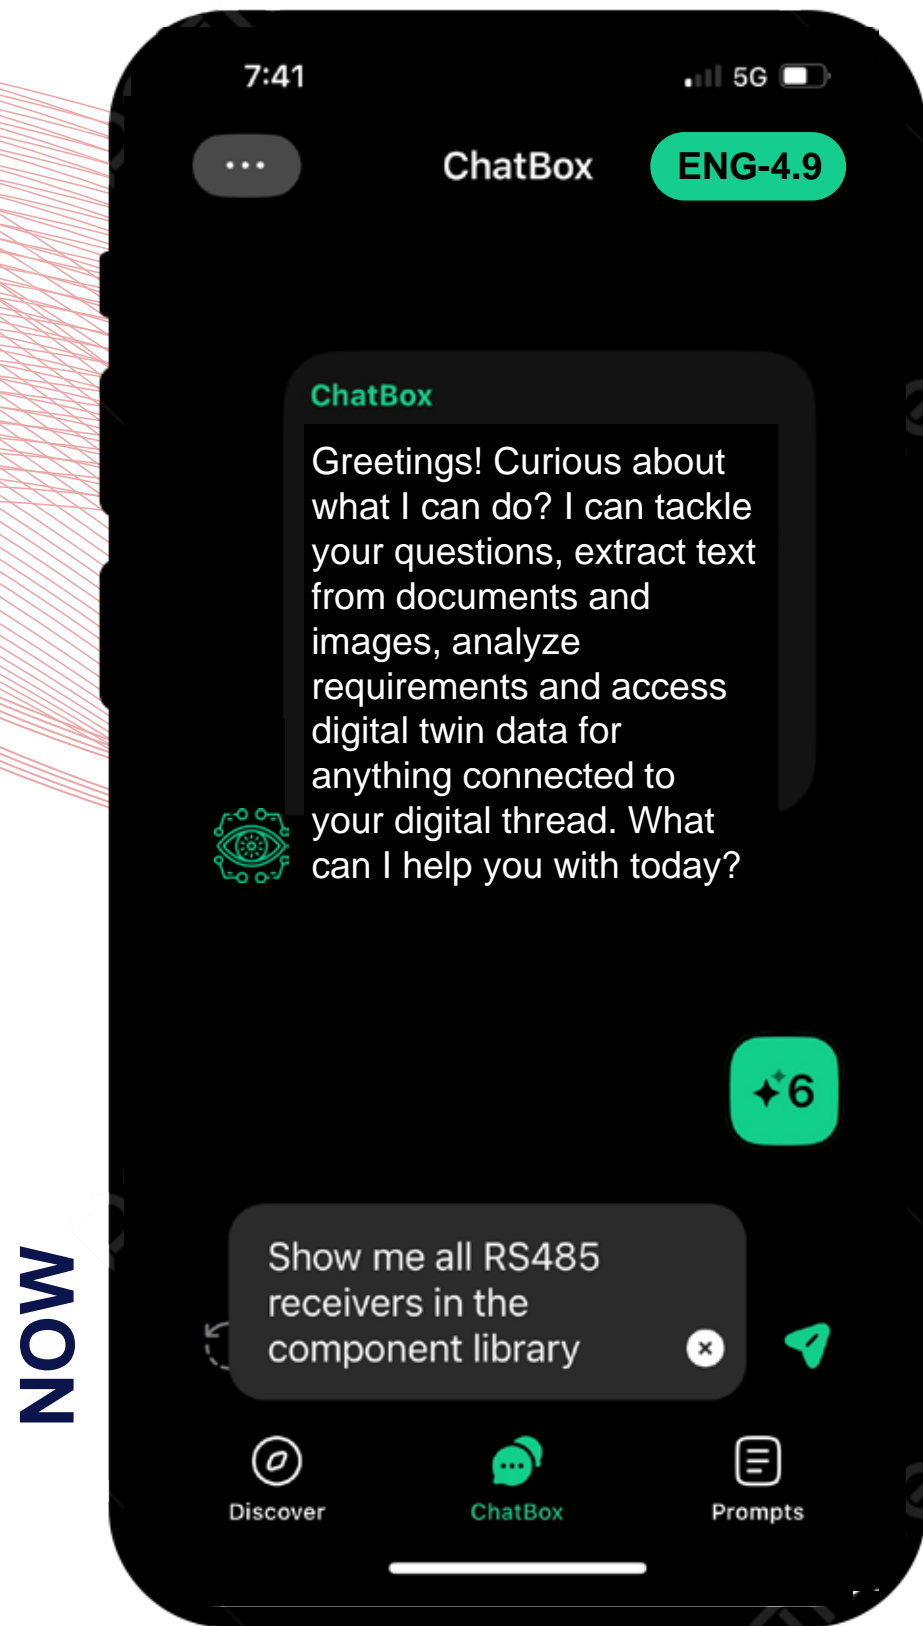 7:41
5G
ChatBox
ENG-4.9
ChatBox
Greetings! Curious about
what I can do? I can tackle
your questions, extract text
from documents and
images, analyze
requirements and access
digital twin data for
anything connected to
your digital thread. What
can I help you with today?
6
Show me all RS485
receivers in the
component library
NOW
Discover
ChatBox
Prompts